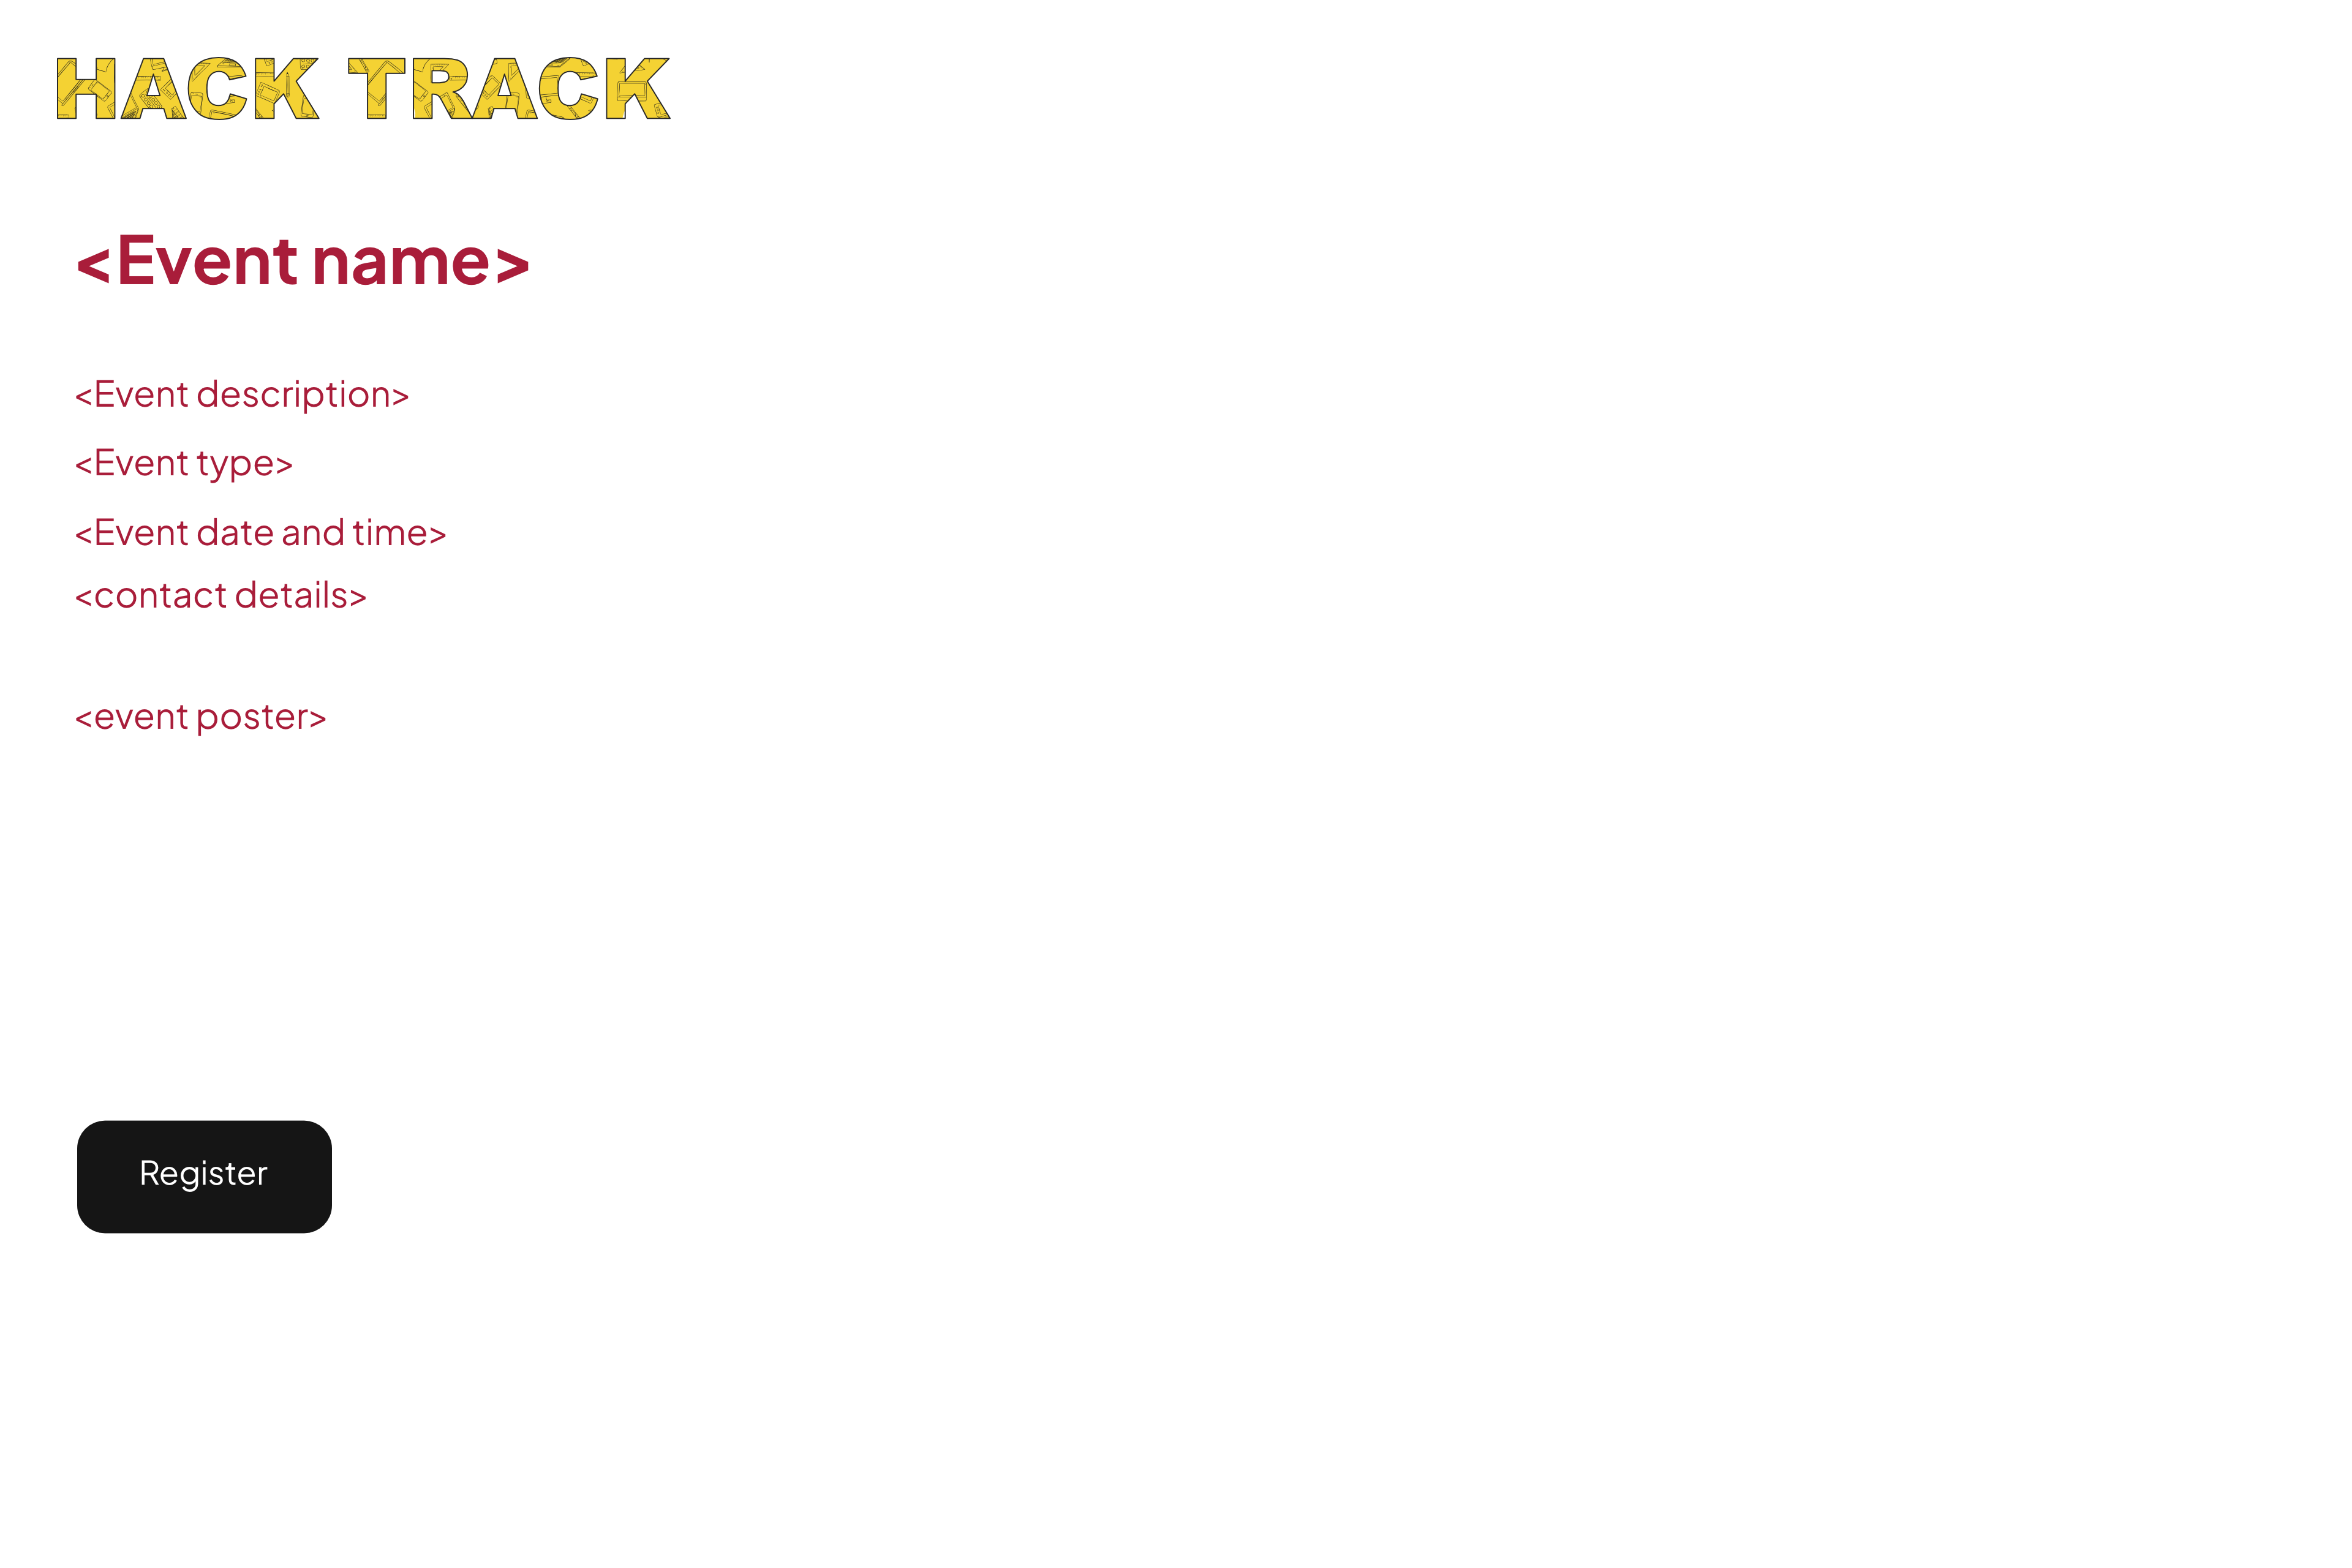 HACK TRACK
<Event name>
<Event description>
<Event type>
<Event date and time>
<contact details>
<event poster>
Register